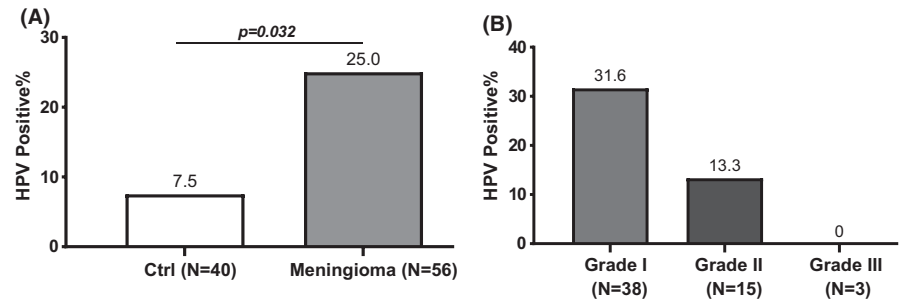 (A)
p=0.032
HPV Positive%
30
20
10
0
7.5
25.0
Ctrl (N=40)
Meningioma (N=56)
(B)
HPV Positive%
40
30
20
10
0
31.6
13.3
0
Grade I
(N=38)
Grade II
(N=15)
Grade III
(N=3)